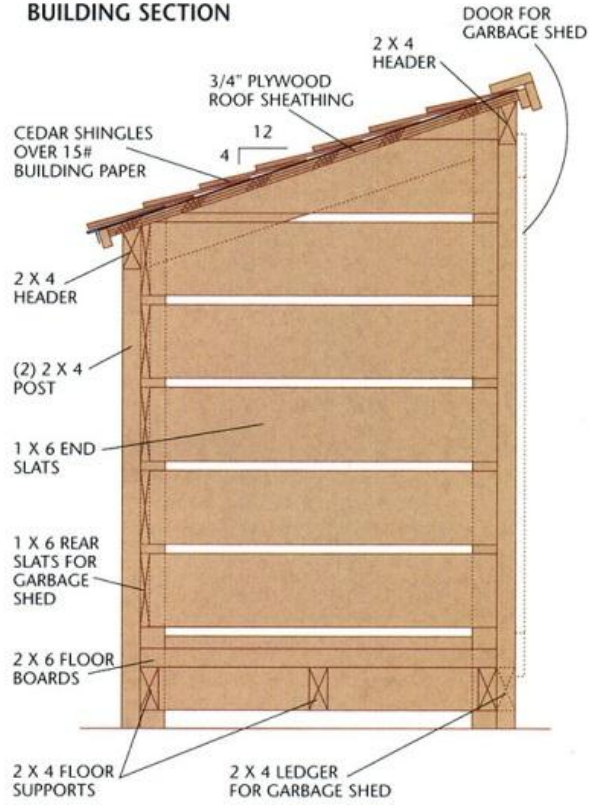 BUILDING SECTION
DOOR FOR
GARBAGE SHED
2 X 4
HEADER
3/4" PLYWOOD
ROOF SHEATHING
CEDAR SHINGLES
OVER 15#
BUILDING PAPER
12
4
2 X 4
HEADER
(2) 2 X 4
POST
1 X 6 END
SLATS
1 X 6 REAR
SLATS FOR
GARBAGE
SHED
2 X 6 FLOOR
BOARDS
2 X 4 FLOOR
SUPPORTS
2 X 4 LEDGER
FOR GARBAGE SHED